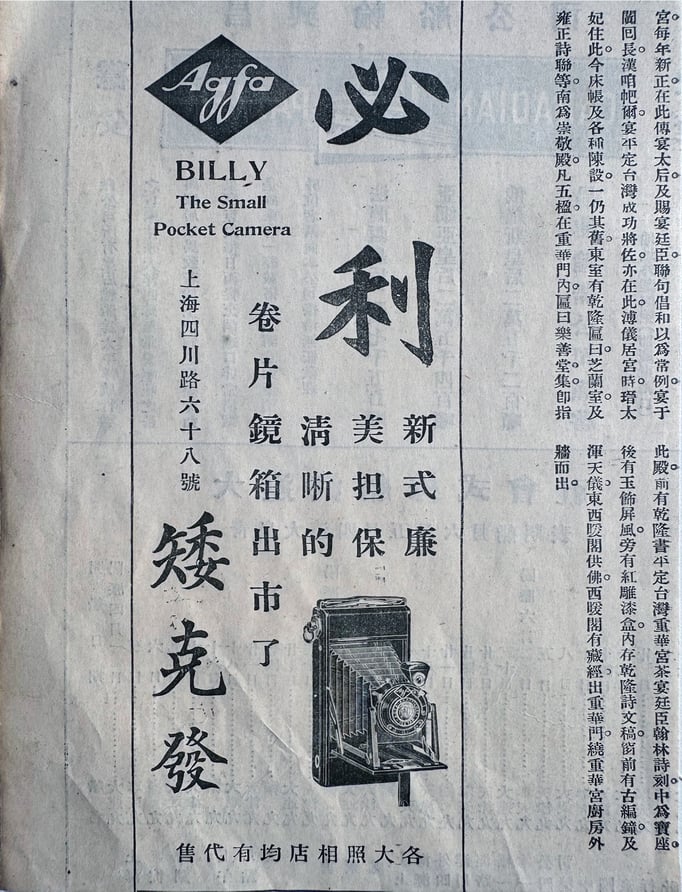 宮。每年新正。在此傳宴太后。及賜宴廷臣。聯句倡和。以爲常例。宴于
囘長漢咱帊爾。宴平定台灣。成功將佐。亦在此。溥儀居宮時。瑨太
妃住此。今床帳及各種陳設。一仍其舊。東室有乾隆匾。曰芝蘭室。及
雍正詩聯等。南爲崇敬殿。凡五楹。在重華門內。匾曰樂善堂。集卽指
此殿。前有乾隆書平定台灣重華宮茶宴廷臣翰林詩刻。中爲寶座。
後有玉飾屏風。旁有紅雕漆盒。內存乾隆詩文稿。窗前有古編鐘。及
渾天儀。東西暖閣供佛。西暖閣有藏經。出重華門。繞重華宮廚房外
牆而出。
必利
新式廉
美担保
淸晰的
卷片鏡箱出市了
Agfa
BILLY
The Small
Pocket Camera
上海四川路六十八號
矮克發
各大照相店均有代售